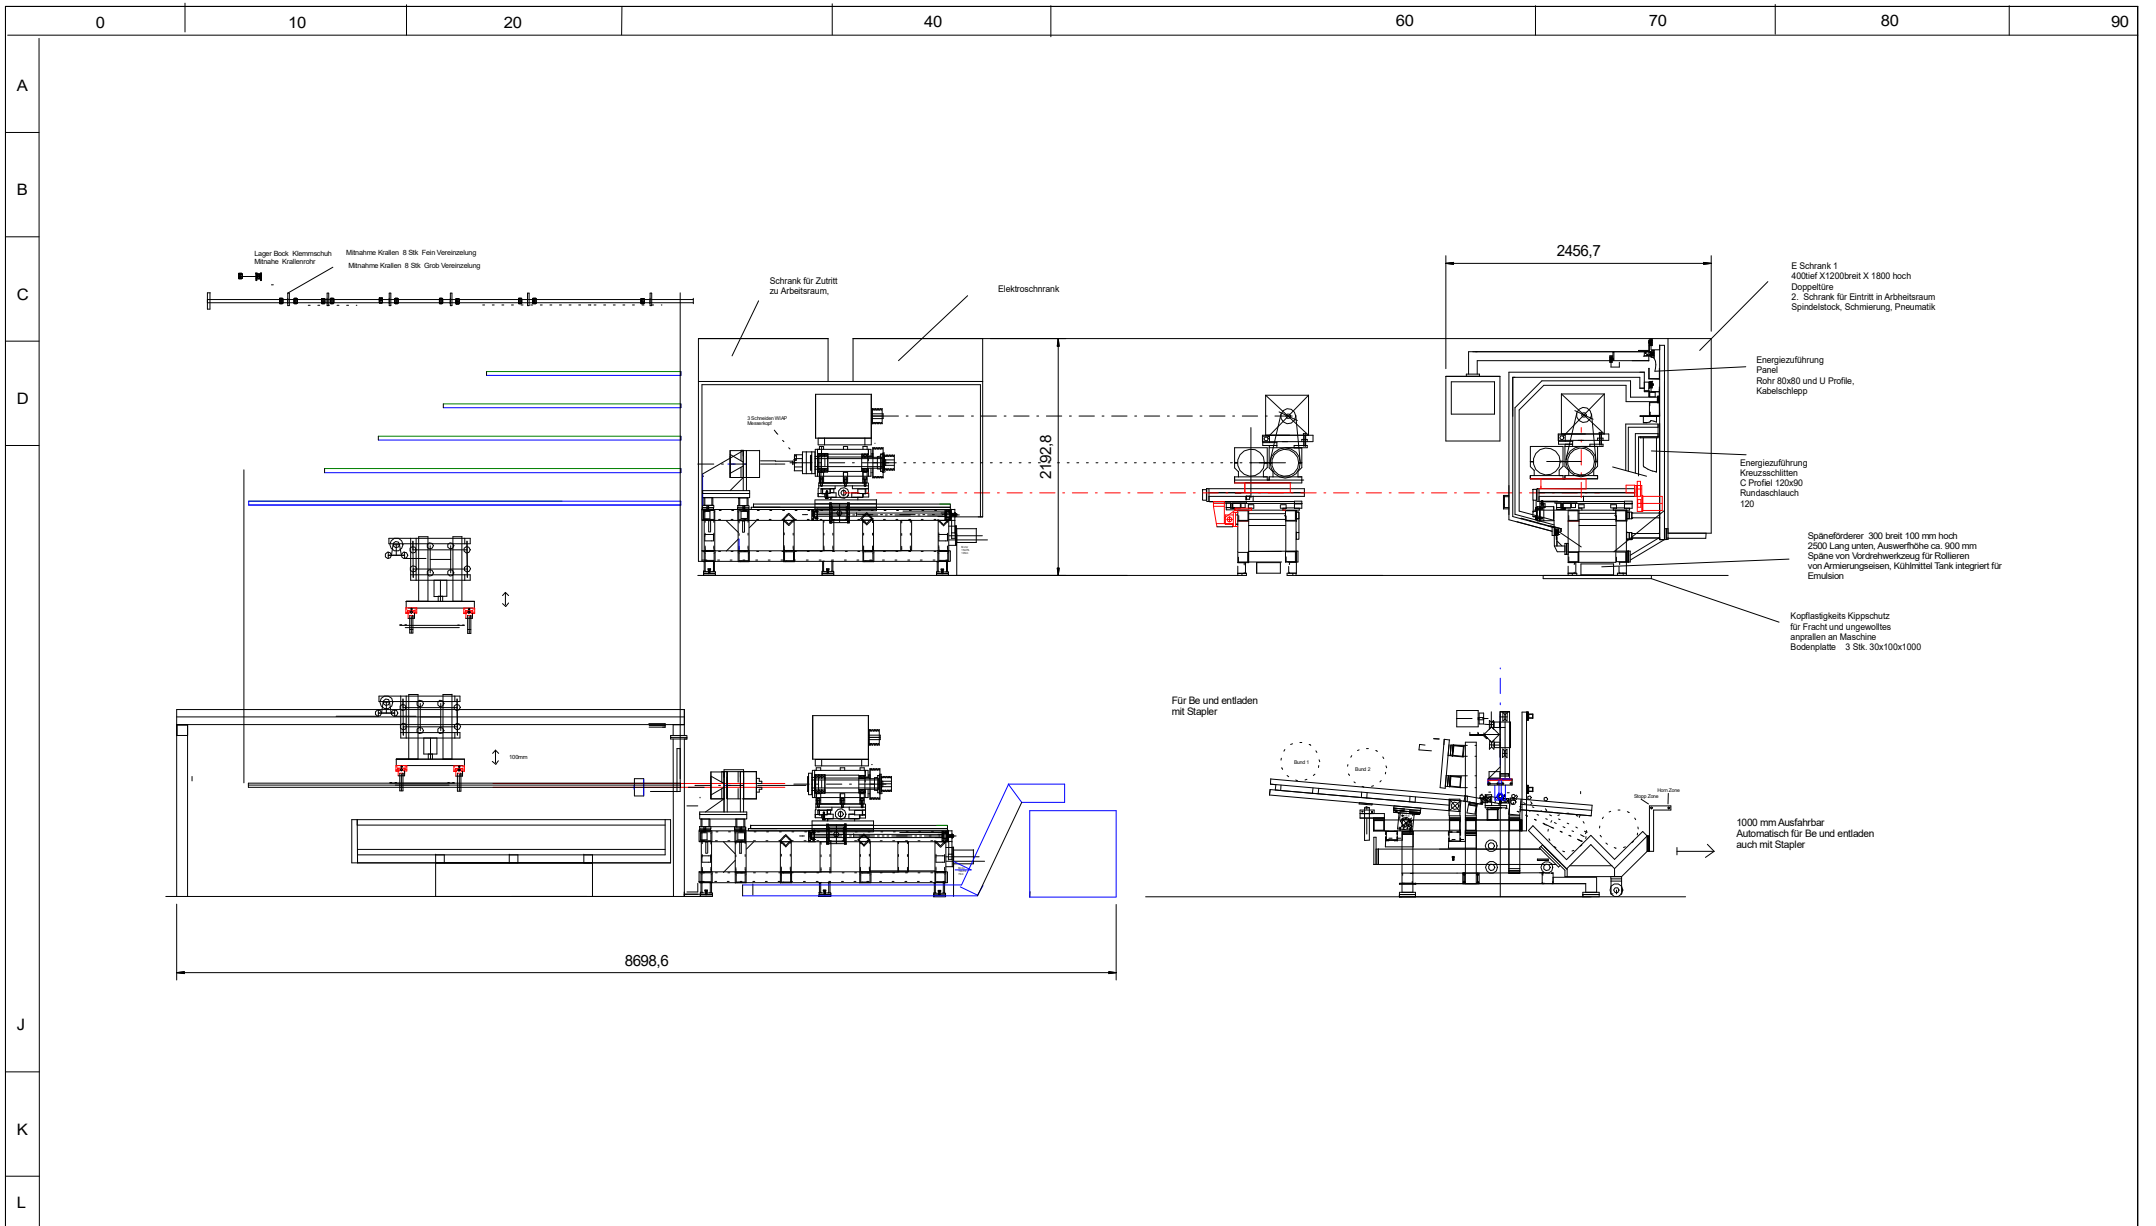 0 10 20 40 60 70 80 90
A
B
C
D
J
K
L
Lager Bock Klemmschuh
Mitnahe Krallenrohr
Mitnahme Krallen 8 Stk Fein Vereinzelung
Mitnahme Krallen 8 Stk Grob Vereinzelung
Schrank für Zutritt
zu Arbeitsraum,
Elektroschnrank
2456,7
E Schrank 1
400tief X1200breit X 1800 hoch
Doppeltüre
2. Schrank für Eintritt in Arbheitsraum
Spindelstock, Schmierung, Pneumatik
Energiezuführung
Panel
Rohr 80x80 und U Profile,
Kabelschlepp
3 Schneiden WIAP
Messerkopf
2192,8
Energiezuführung
Kreuzsschlitten
C Profiel 120x90
Rundaschlauch
120
Späneförderer 300 breit 100 mm hoch
2500 Lang unten, Auswerfhöhe ca. 900 mm
Späne von Vordrehwerkzeug für Rollieren
von Armierungseisen, Kühlmittel Tank integriert für
Emulsion
Kopflastigkeits Kippschutz
für Fracht und ungewolltes
anprallen an Maschine
Bodenplatte 3 Stk. 30x100x1000
Für Be und entladen
mit Stapler
100mm
Bund 1
Bund 2
Stopp Zone
Horn Zone
1000 mm Ausfahrbar
Automatisch für Be und entladen
auch mit Stapler
8698,6